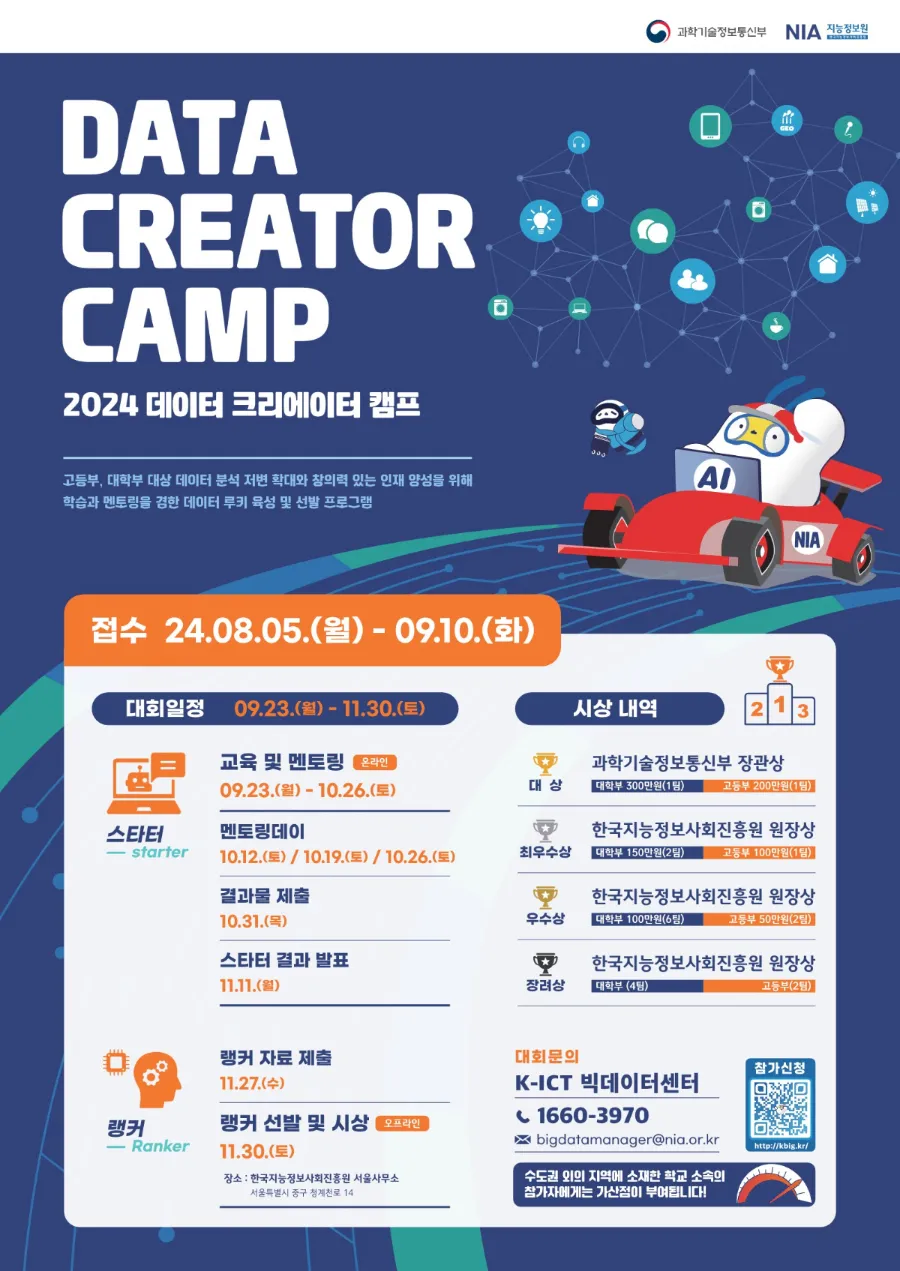 과학기술정보통신부
NIA 지능정보원
DATA
CREATOR
CAMP
2024 데이터 크리에이터 캠프
고등부, 대학부 대상 데이터 분석 저변 확대와 창의력 있는 인재 양성을 위해
학습과 멘토링을 겸한 데이터 루키 육성 및 선발 프로그램
GEO
AI
NIA
접수 24.08.05.(월) - 09.10.(화)
대회일정 09.23.(월) - 11.30.(토)
스타터
starter
교육 및 멘토링 온라인
09.23.(월) - 10.26.(토)
멘토링데이
10.12.(토) / 10.19.(토) / 10.26.(토)
결과물 제출
10.31.(목)
스타터 결과 발표
11.11.(월)
랭커
Ranker
랭커 자료 제출
11.27.(수)
랭커 선발 및 시상 오프라인
11.30.(토)
장소 : 한국지능정보사회진흥원 서울사무소
서울특별시 중구 청계천로 14
시상 내역
2 1 3
대 상
과학기술정보통신부 장관상
대학부 300만원(1팀) 고등부 200만원(1팀)
최우수상
한국지능정보사회진흥원 원장상
대학부 150만원(2팀) 고등부 100만원(1팀)
우수상
한국지능정보사회진흥원 원장상
대학부 100만원(6팀) 고등부 50만원(2팀)
장려상
한국지능정보사회진흥원 원장상
대학부 (4팀) 고등부(2팀)
대회문의
K-ICT 빅데이터센터
1660-3970
bigdatamanager@nia.or.kr
참가신청
http://kbig.kr/
수도권 외의 지역에 소재한 학교 소속의
참가자에게는 가산점이 부여됩니다!